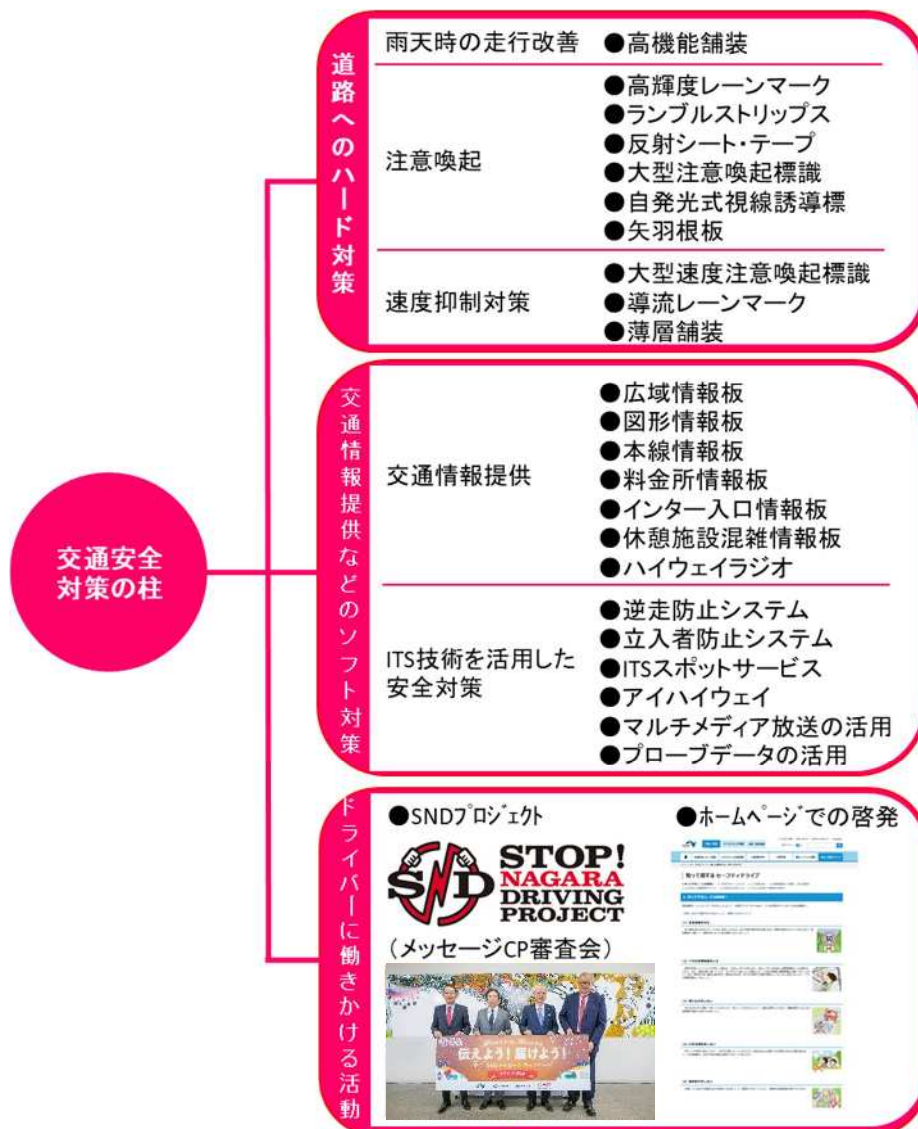 交通安全
対策の柱
道路へのハード対策
雨天時の走行改善
●高機能舗装
注意喚起
●高輝度レーンマーク
●ランブルストリップス
●反射シート・テープ
●大型注意喚起標識
●自発光式視線誘導標
●矢羽根板
速度抑制対策
●大型速度注意喚起標識
●導流レーンマーク
●薄層舗装
交通情報提供などのソフト対策
交通情報提供
●広域情報板
●図形情報板
●本線情報板
●料金所情報板
●インター入口情報板
●休憩施設混雑情報板
●ハイウェイラジオ
ITS技術を活用した
安全対策
●逆走防止システム
●立入者防止システム
●ITSスポットサービス
●アイハイウェイ
●マルチメディア放送の活用
●プローブデータの活用
ドライバーに働きかける活動
●SNDプロジェクト
SND
STOP!
NAGARA
DRIVING
PROJECT
(メッセージCP審査会)
伝えよう!届けよう!
●ホームページでの啓発
知って得する セーフティドライブ